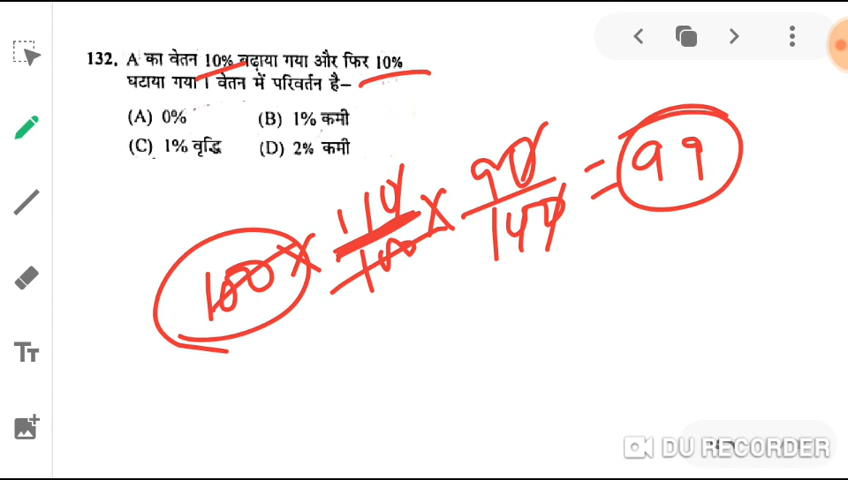 132. A का वेतन 10% बढ़ाया गया और फिर 10%
घटाया गया । वेतन में परिवर्तन है–
(A) 0% (B) 1% कमी
(C) 1% वृद्धि (D) 2% कमी
100 × 110/100 × 90/100 = 99
TT
DU RECORDER